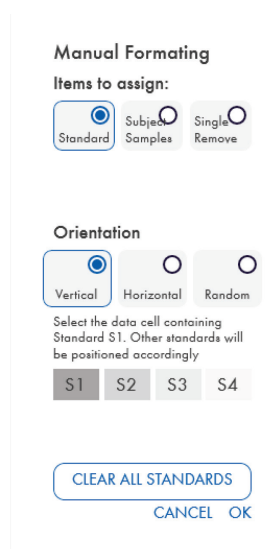 Manual Formating
Items to assign:
Standard
Subject Samples
Single Remove
Orientation
Vertical Horizontal Random
Select the data cell containing
Standard S1. Other standards will
be positioned accordingly
S1 S2 S3 S4
CLEAR ALL STANDARDS
CANCEL OK